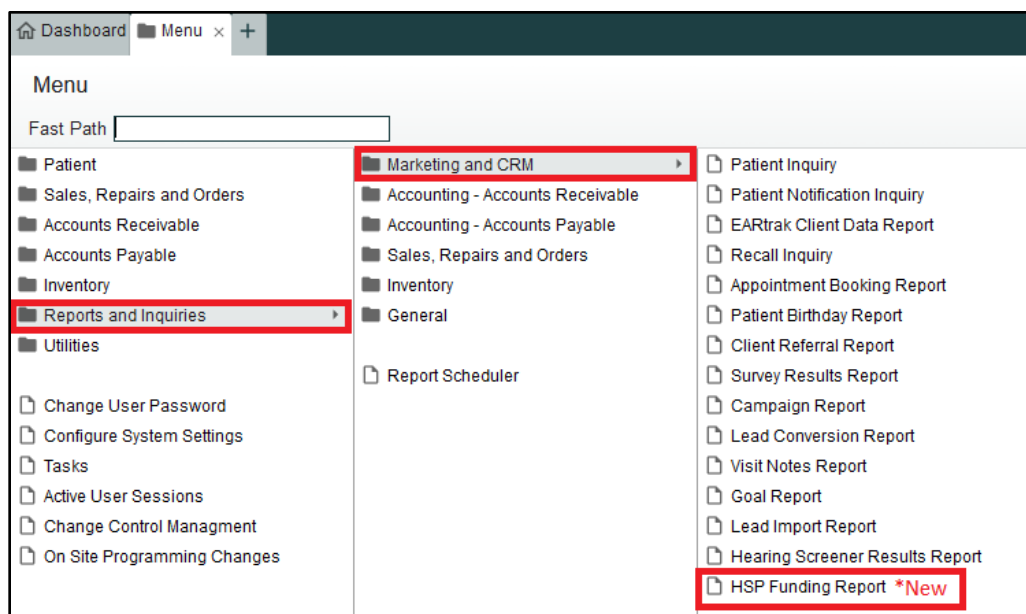 Dashboard Menu × +
Menu
Fast Path
Patient
Sales, Repairs and Orders
Accounts Receivable
Accounts Payable
Inventory
Reports and Inquiries
Utilities
Change User Password
Configure System Settings
Tasks
Active User Sessions
Change Control Managment
On Site Programming Changes
Marketing and CRM
Accounting - Accounts Receivable
Accounting - Accounts Payable
Sales, Repairs and Orders
Inventory
General
Report Scheduler
Patient Inquiry
Patient Notification Inquiry
EARtrak Client Data Report
Recall Inquiry
Appointment Booking Report
Patient Birthday Report
Client Referral Report
Survey Results Report
Campaign Report
Lead Conversion Report
Visit Notes Report
Goal Report
Lead Import Report
Hearing Screener Results Report
HSP Funding Report *New